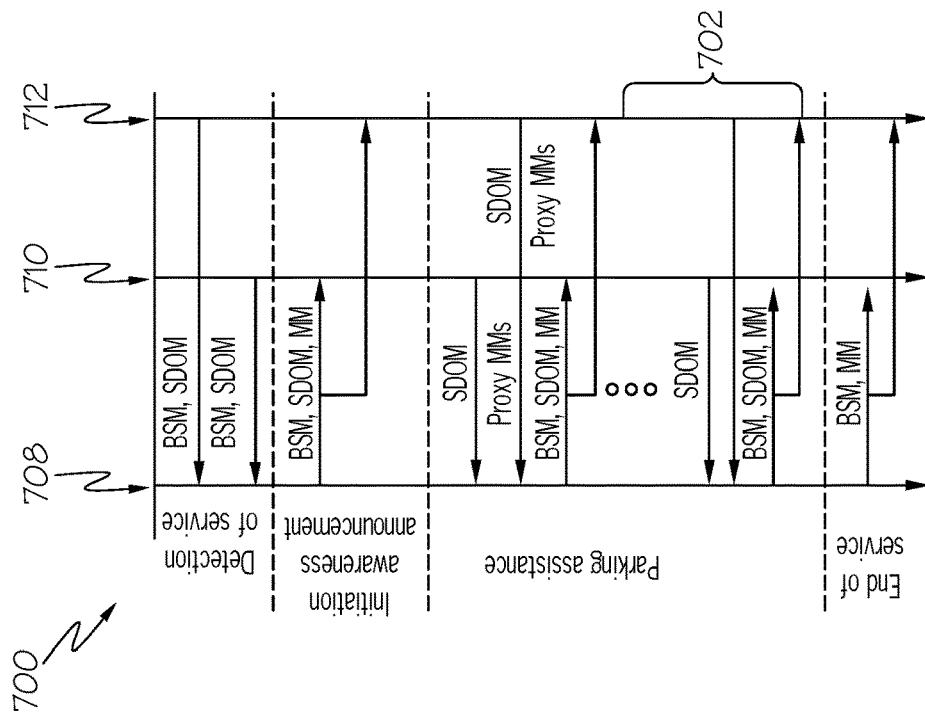 700
708
710
712
Detection
of service
BSM, SDOM
BSM, SDOM
Initiation
awareness
announcement
BSM, SDOM, MM
Parking assistance
SDOM
Proxy MMs
SDOM
Proxy MMs
BSM, SDOM, MM
702
SDOM
BSM, SDOM, MM
End of
service
BSM, MM